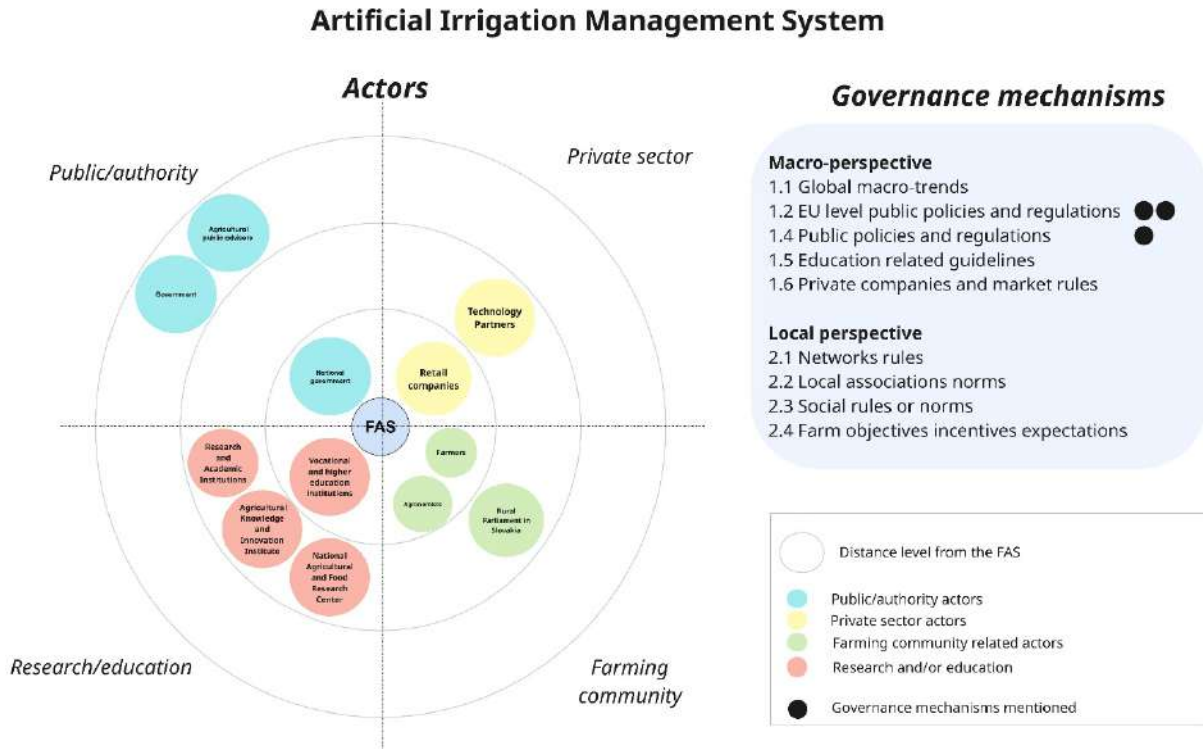 Artificial Irrigation Management System
Actors
Governance mechanisms
Public/authority
Private sector
Agricultural
public advisors
Government
National
government
Technology
Partners
Retail
companies
FAS
Research
and
Academic
Institutions
Vocational
and higher
education
institutions
Agricultural
Knowledge
and
Innovation
Institute
National
Agricultural
and Food
Research
Center
Farmers
Agronomists
Rural
Parliament in
Slovakia
Research/education
Farming
community
Macro-perspective
1.1 Global macro-trends
1.2 EU level public policies and regulations
1.4 Public policies and regulations
1.5 Education related guidelines
1.6 Private companies and market rules
Local perspective
2.1 Networks rules
2.2 Local associations norms
2.3 Social rules or norms
2.4 Farm objectives incentives expectations
Distance level from the FAS
Public/authority actors
Private sector actors
Farming community related actors
Research and/or education
Governance mechanisms mentioned